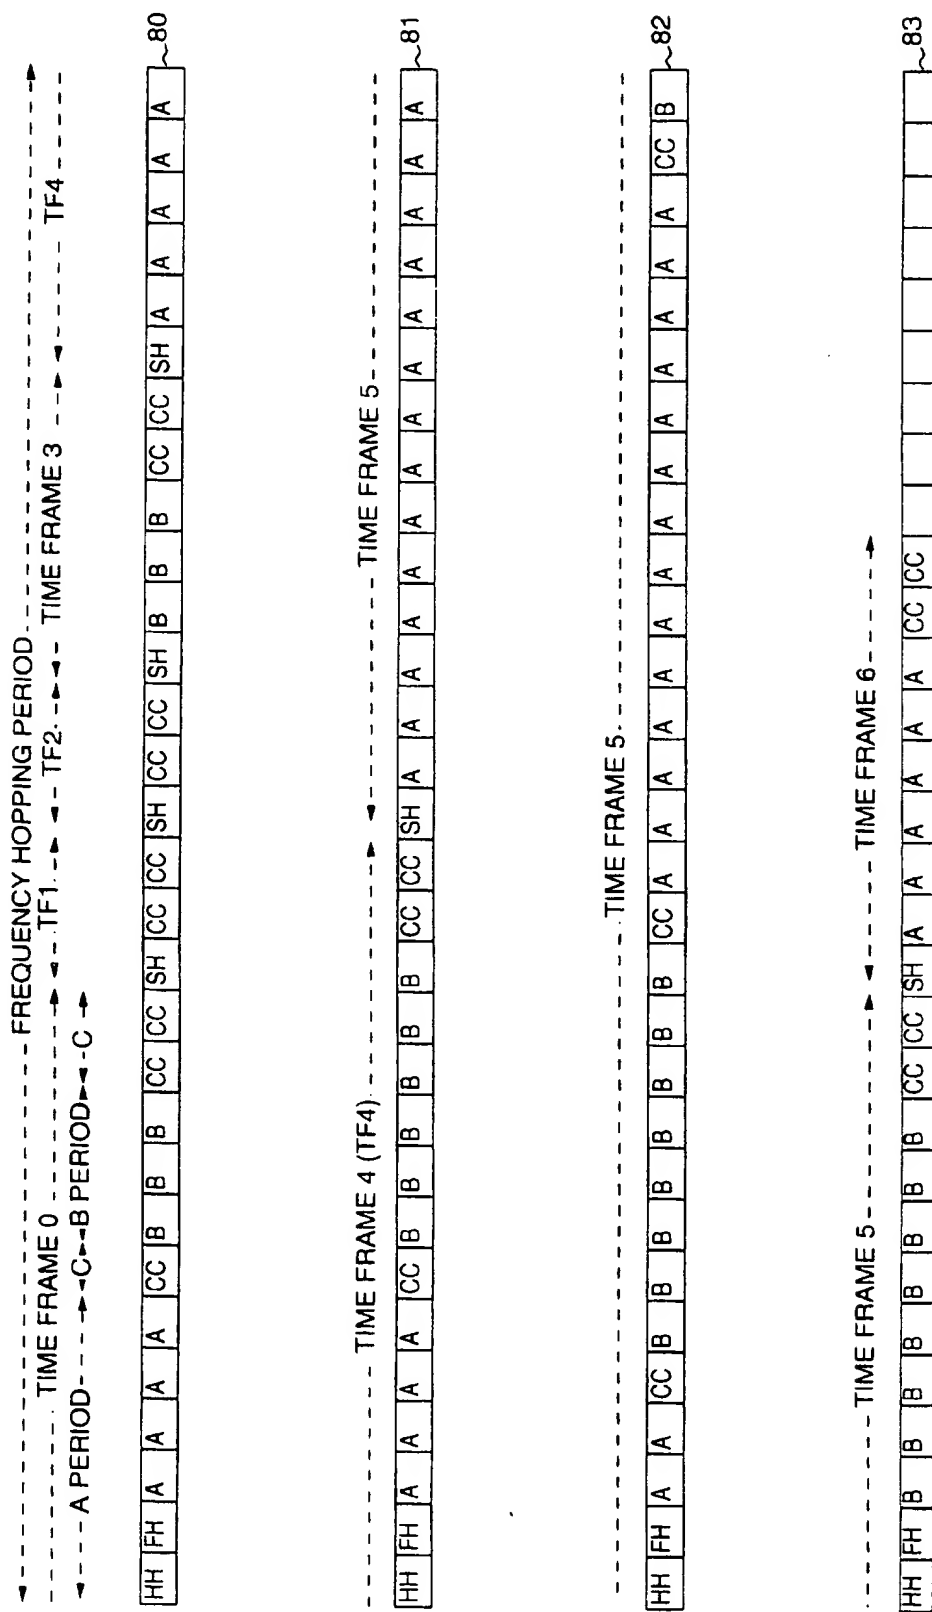 FREQUENCY HOPPING PERIOD
TIME FRAME 0 TF1 TF2 TIME FRAME 3 TF4
A PERIOD C B PERIOD C
HH FH A A A A CC B B B CC CC SH CC CC SH CC CC SH B B B CC CC SH A A A A A 80
TIME FRAME 4 (TF4) TIME FRAME 5
HH FH A A A A CC B B B B B B CC CC SH A A A A A A A A A A A A A A 81
TIME FRAME 5
HH FH A A CC B B B B B B B B CC A A A A A A A A A A A A A A CC B 82
TIME FRAME 5 TIME FRAME 6
HH FH B B B B B B B B CC CC SH A A A A A A CC CC 83